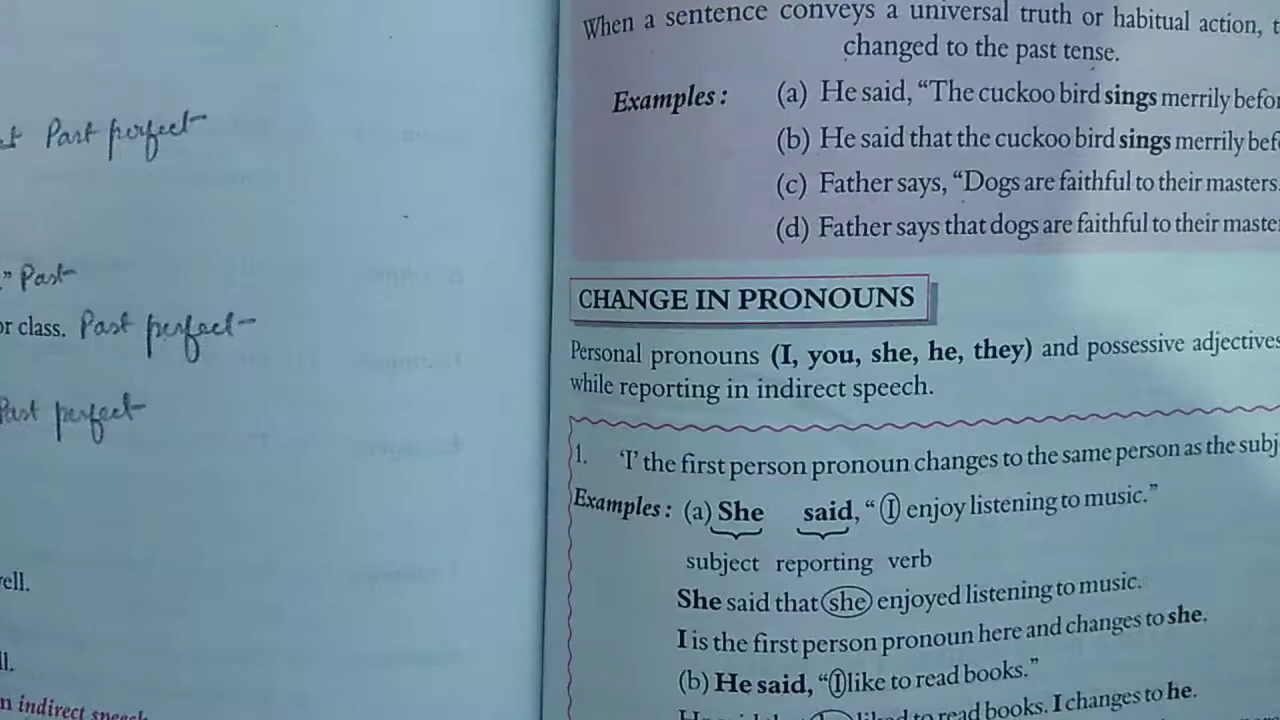 Past perfect
” Past
or class. Past perfect
Past perfect
ell.
ll.
n indirect speech
When a sentence conveys a universal truth or habitual action, t
changed to the past tense.
Examples : (a) He said, “The cuckoo bird sings merrily befor
(b) He said that the cuckoo bird sings merrily bef
(c) Father says, “Dogs are faithful to their masters.
(d) Father says that dogs are faithful to their maste
CHANGE IN PRONOUNS
Personal pronouns (I, you, she, he, they) and possessive adjectives
while reporting in indirect speech.
1. ‘I’ the first person pronoun changes to the same person as the subj
Examples : (a) She said, “I enjoy listening to music.”
subject reporting verb
She said that she enjoyed listening to music.
I is the first person pronoun here and changes to she.
(b) He said, “I like to read books.”
to read books. I changes to he.